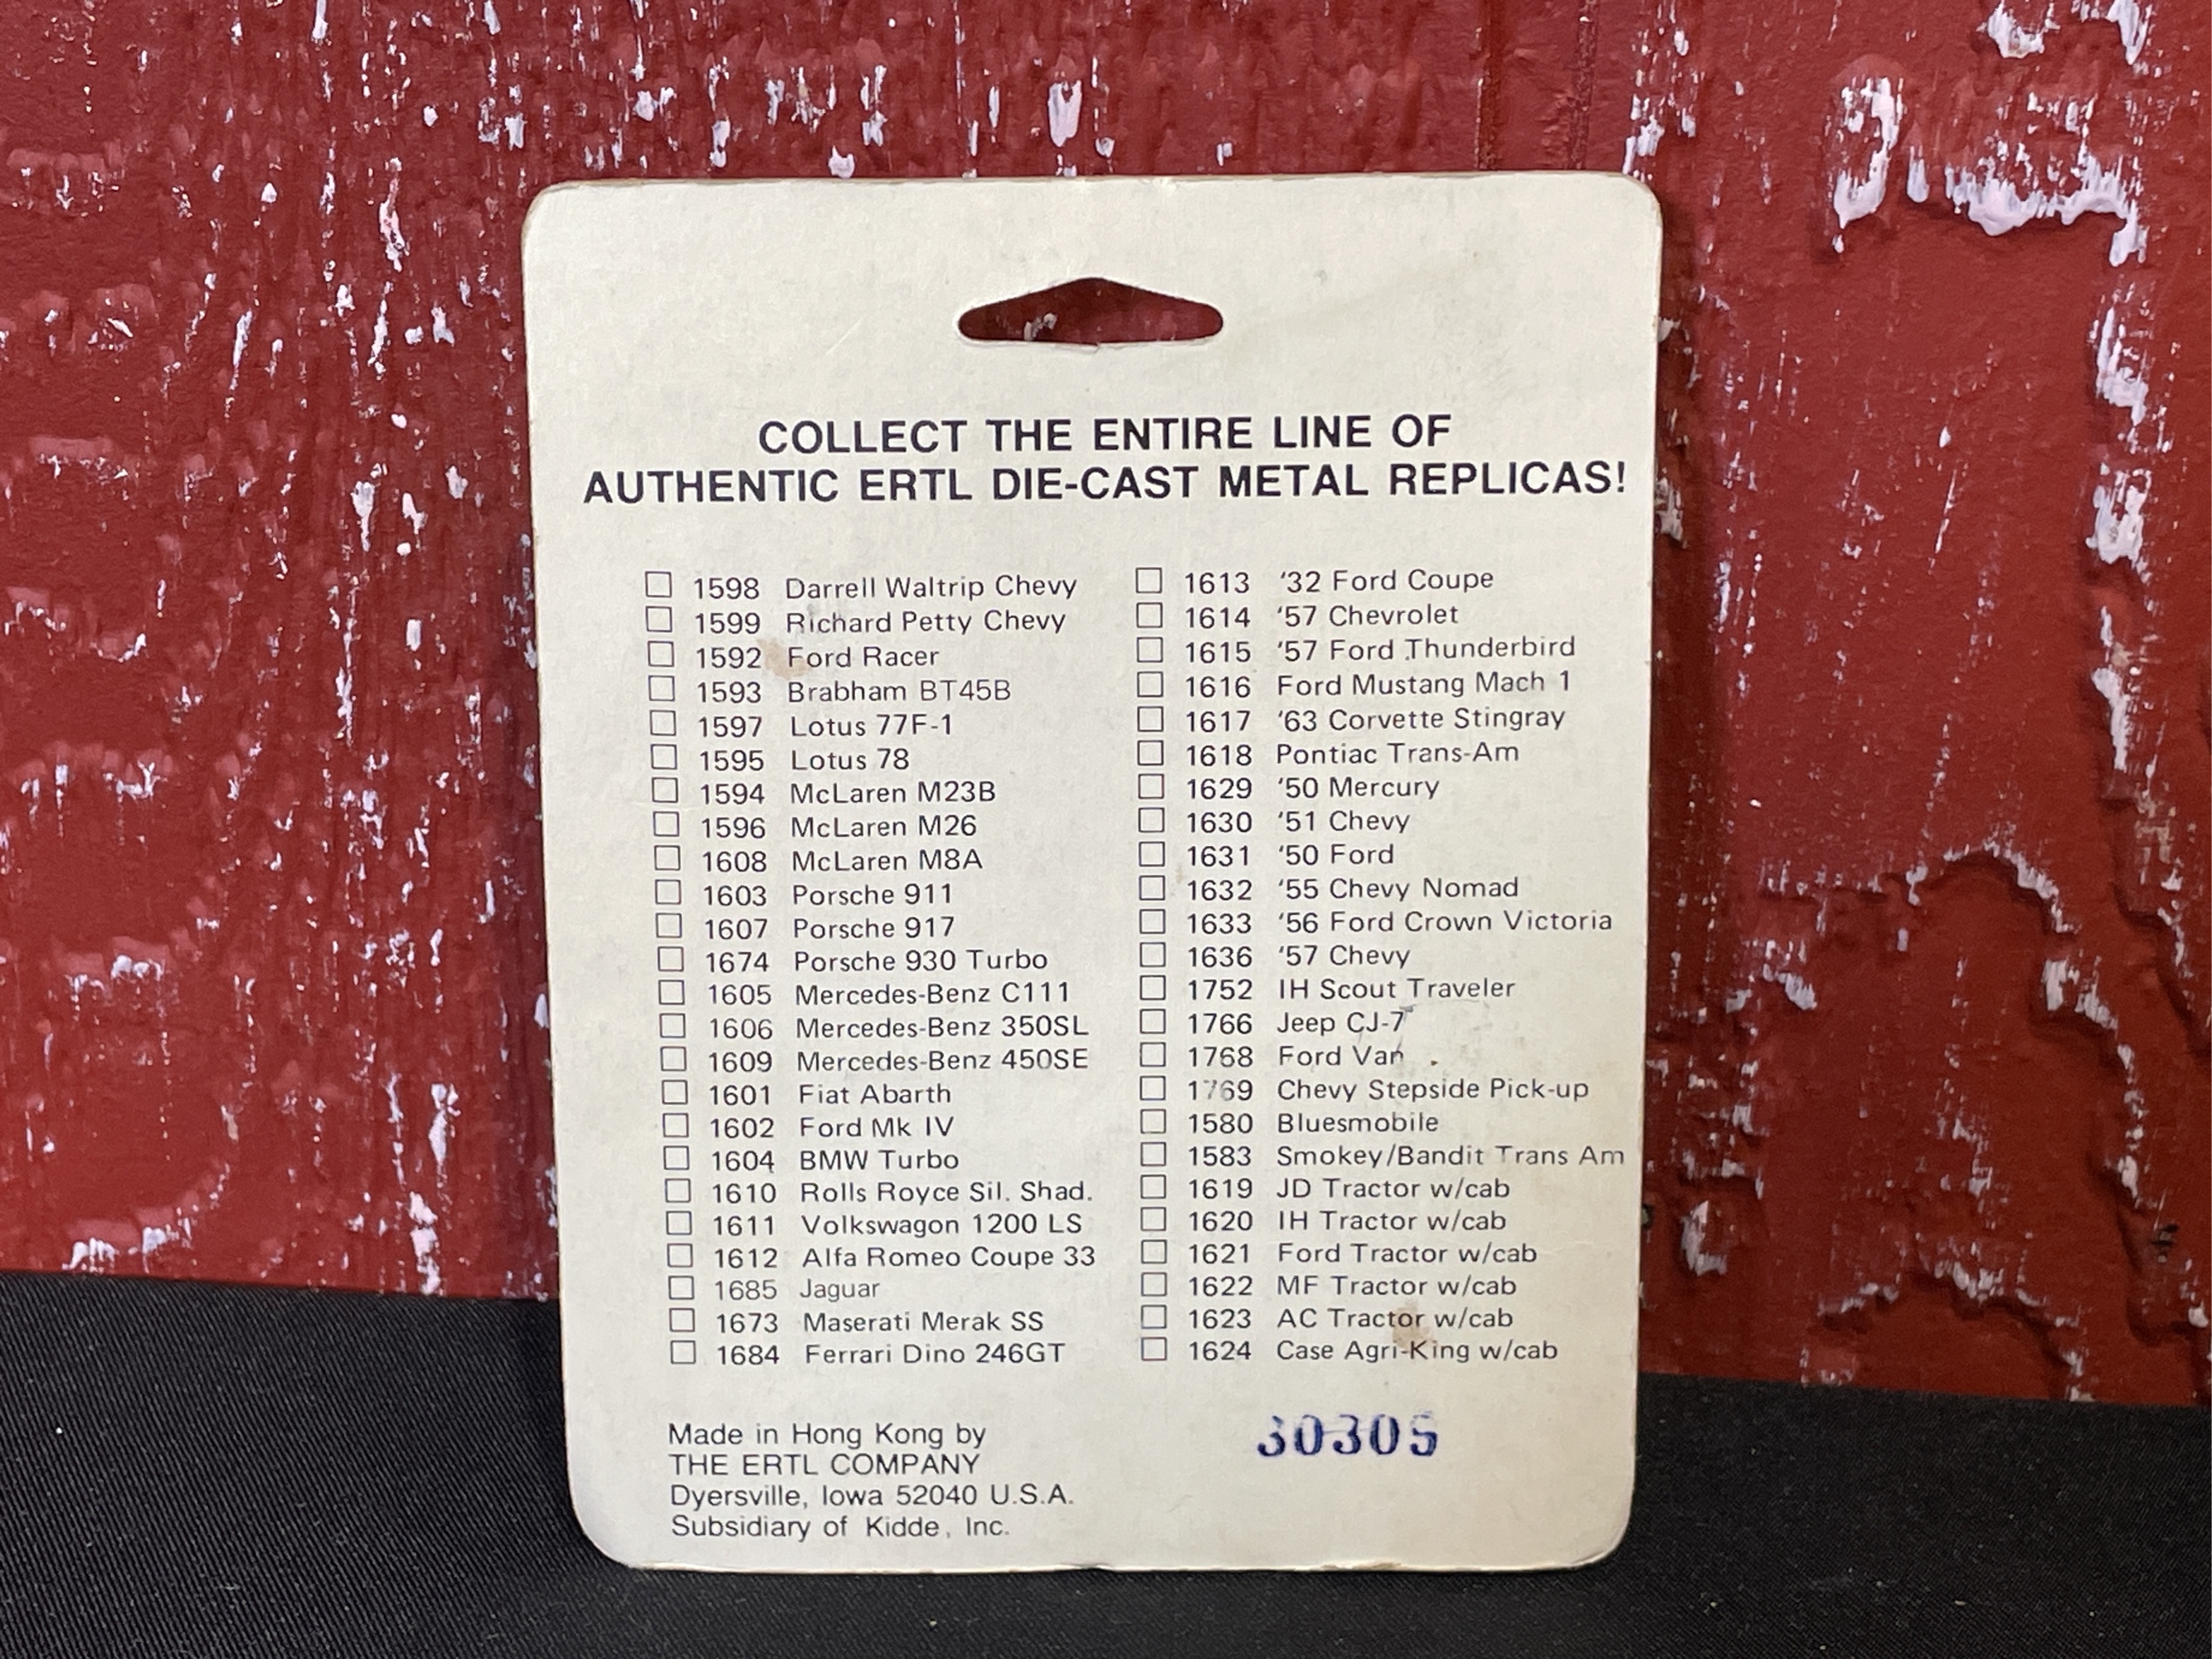 COLLECT THE ENTIRE LINE OF
AUTHENTIC ERTL DIE-CAST METAL REPLICAS!
☐ 1598 Darrell Waltrip Chevy
☐ 1599 Richard Petty Chevy
☐ 1592 Ford Racer
☐ 1593 Brabham BT45B
☐ 1597 Lotus 77F-1
☐ 1595 Lotus 78
☐ 1594 McLaren M23B
☐ 1596 McLaren M26
☐ 1608 McLaren M8A
☐ 1603 Porsche 911
☐ 1607 Porsche 917
☐ 1674 Porsche 930 Turbo
☐ 1605 Mercedes-Benz C111
☐ 1606 Mercedes-Benz 350SL
☐ 1609 Mercedes-Benz 450SE
☐ 1601 Fiat Abarth
☐ 1602 Ford Mk IV
☐ 1604 BMW Turbo
☐ 1610 Rolls Royce Sil. Shad.
☐ 1611 Volkswagon 1200 LS
☐ 1612 Alfa Romeo Coupe 33
☐ 1685 Jaguar
☐ 1673 Maserati Merak SS
☐ 1684 Ferrari Dino 246GT
☐ 1613 '32 Ford Coupe
☐ 1614 '57 Chevrolet
☐ 1615 '57 Ford Thunderbird
☐ 1616 Ford Mustang Mach 1
☐ 1617 '63 Corvette Stingray
☐ 1618 Pontiac Trans-Am
☐ 1629 '50 Mercury
☐ 1630 '51 Chevy
☐ 1631 '50 Ford
☐ 1632 '55 Chevy Nomad
☐ 1633 '56 Ford Crown Victoria
☐ 1636 '57 Chevy
☐ 1752 IH Scout Traveler
☐ 1766 Jeep CJ-7
☐ 1768 Ford Van
☐ 1769 Chevy Stepside Pick-up
☐ 1580 Bluesmobile
☐ 1583 Smokey/Bandit Trans Am
☐ 1619 JD Tractor w/cab
☐ 1620 IH Tractor w/cab
☐ 1621 Ford Tractor w/cab
☐ 1622 MF Tractor w/cab
☐ 1623 AC Tractor w/cab
☐ 1624 Case Agri-King w/cab
Made in Hong Kong by
THE ERTL COMPANY
Dyersville, Iowa 52040 U.S.A.
Subsidiary of Kidde, Inc.
30305